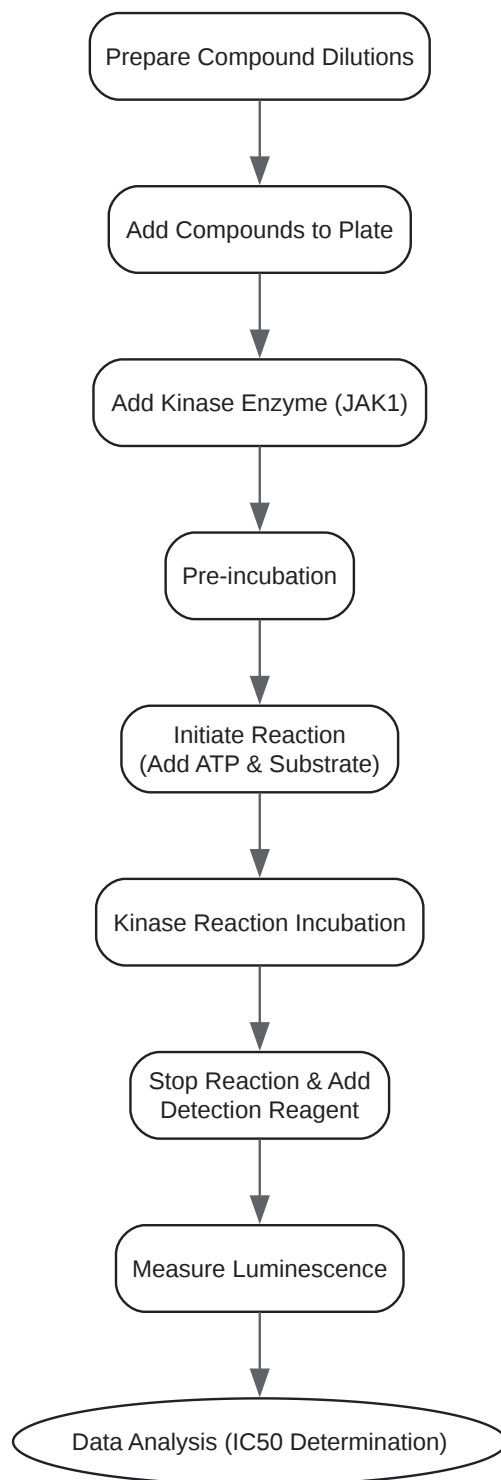 Prepare Compound Dilutions
Add Compounds to Plate
Add Kinase Enzyme (JAK1)
Pre-incubation
Initiate Reaction
(Add ATP & Substrate)
Kinase Reaction Incubation
Stop Reaction & Add
Detection Reagent
Measure Luminescence
Data Analysis (IC50 Determination)